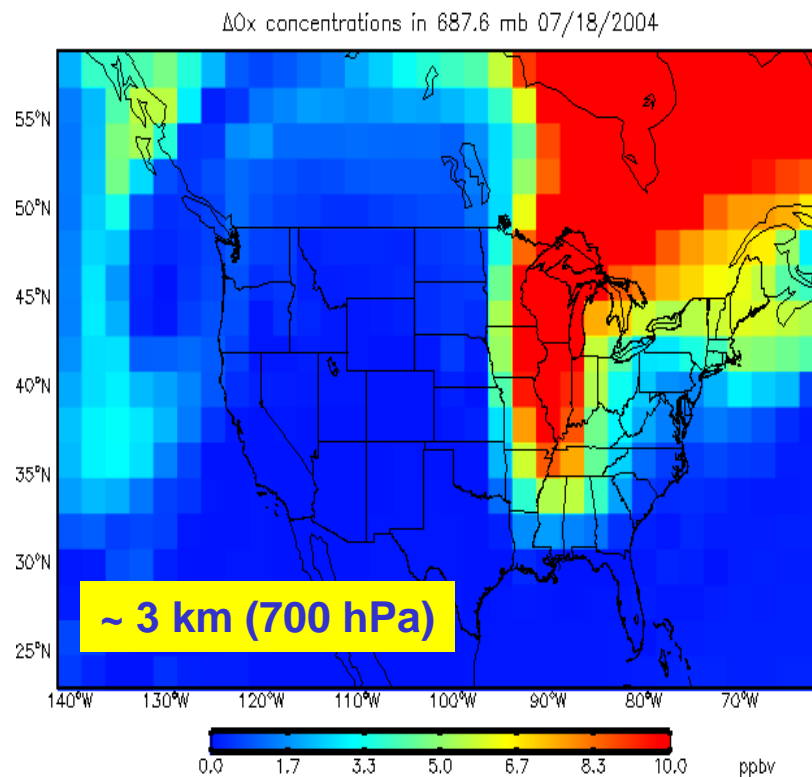 ΔOx concentrations in 687.6 mb 07/18/2004
55°N
50°N
45°N
40°N
35°N
30°N
25°N
~ 3 km (700 hPa)
140°W 130°W 120°W 110°W 100°W 90°W 80°W 70°W
0.0 1.7 3.3 5.0 6.7 8.3 10.0 ppbv